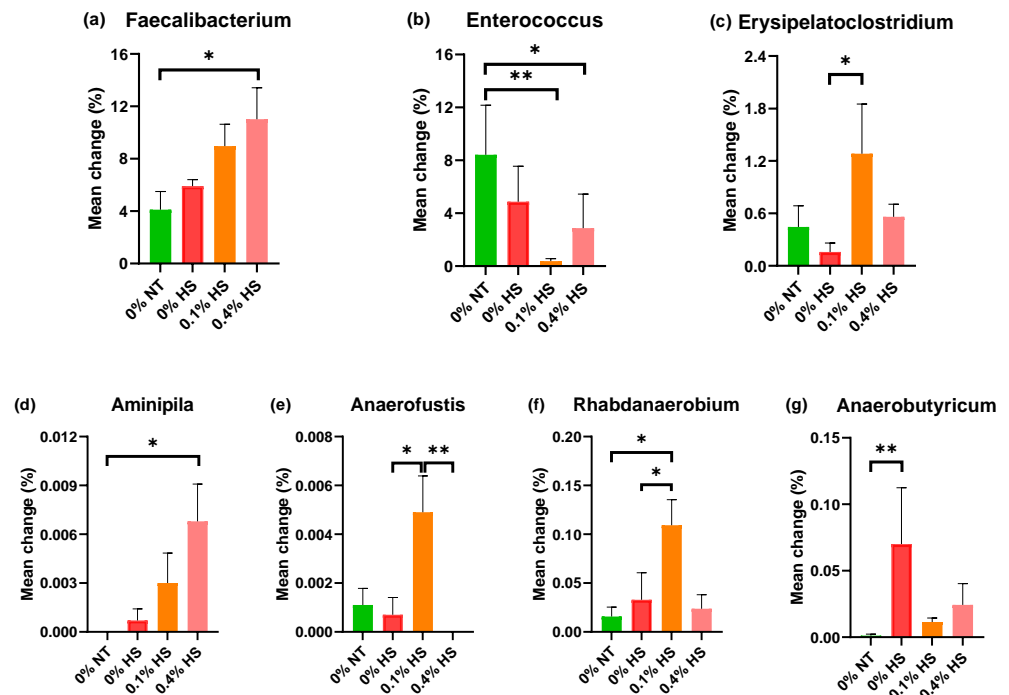 (a) Faecalibacterium
Mean change (%)
16
12
8
4
0
*
0% NT
0% HS
0.1% HS
0.4% HS
(b) Enterococcus
Mean change (%)
16
12
8
4
0
*
**
0% NT
0% HS
0.1% HS
0.4% HS
(c) Erysipelatoclostridium
Mean change (%)
2.4
1.8
1.2
0.6
0.0
*
0% NT
0% HS
0.1% HS
0.4% HS
(d) Aminipila
Mean change (%)
0.012
0.009
0.006
0.003
0.000
*
0% NT
0% HS
0.1% HS
0.4% HS
(e) Anaerofustis
Mean change (%)
0.008
0.006
0.004
0.002
0.000
*
**
0% NT
0% HS
0.1% HS
0.4% HS
(f) Rhabdanaerobium
Mean change (%)
0.20
0.15
0.10
0.05
0.00
*
*
0% NT
0% HS
0.1% HS
0.4% HS
(g) Anaerobutyricum
Mean change (%)
0.15
0.10
0.05
0.00
**
0% NT
0% HS
0.1% HS
0.4% HS